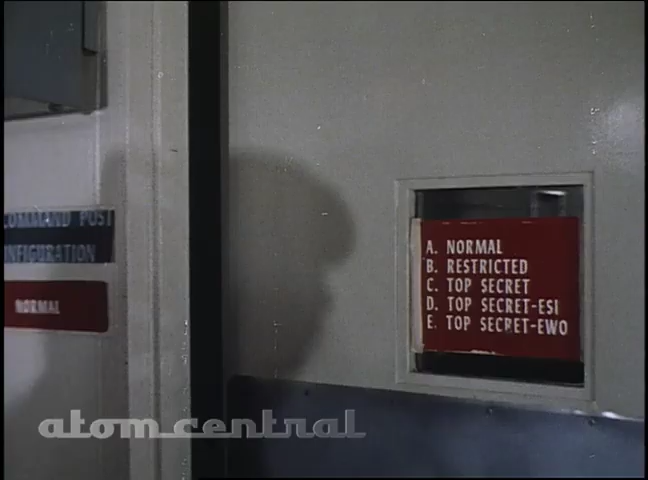 COMMAND POST
CONFIGURATION
NORMAL
A. NORMAL
B. RESTRICTED
C. TOP SECRET
D. TOP SECRET-ESI
E. TOP SECRET-EWO
atom central